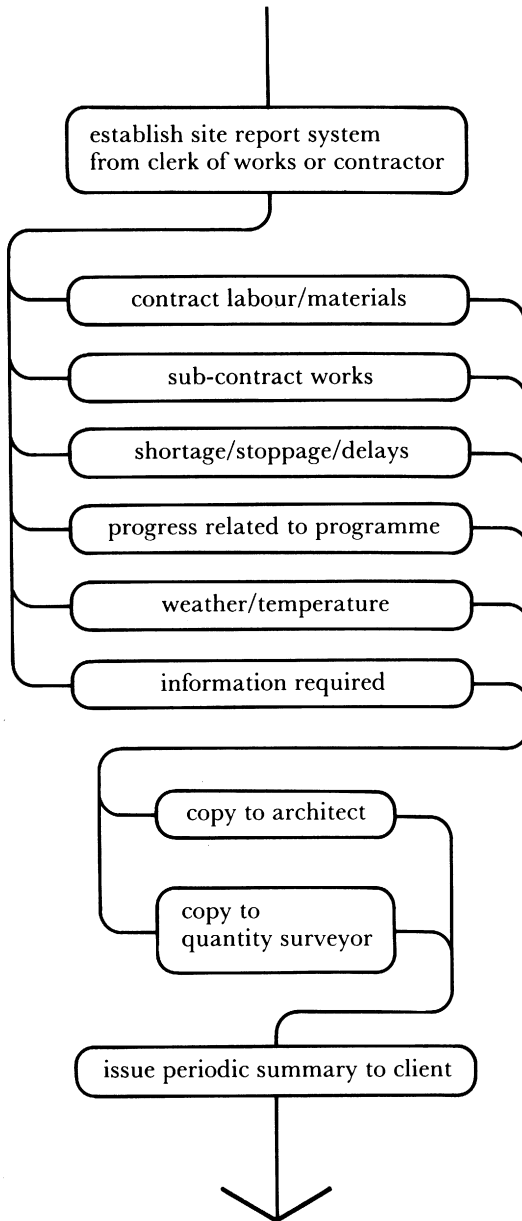 establish site report system
from clerk of works or contractor
contract labour/materials
sub-contract works
shortage/stoppage/delays
progress related to programme
weather/temperature
information required
copy to architect
copy to
quantity surveyor
issue periodic summary to client